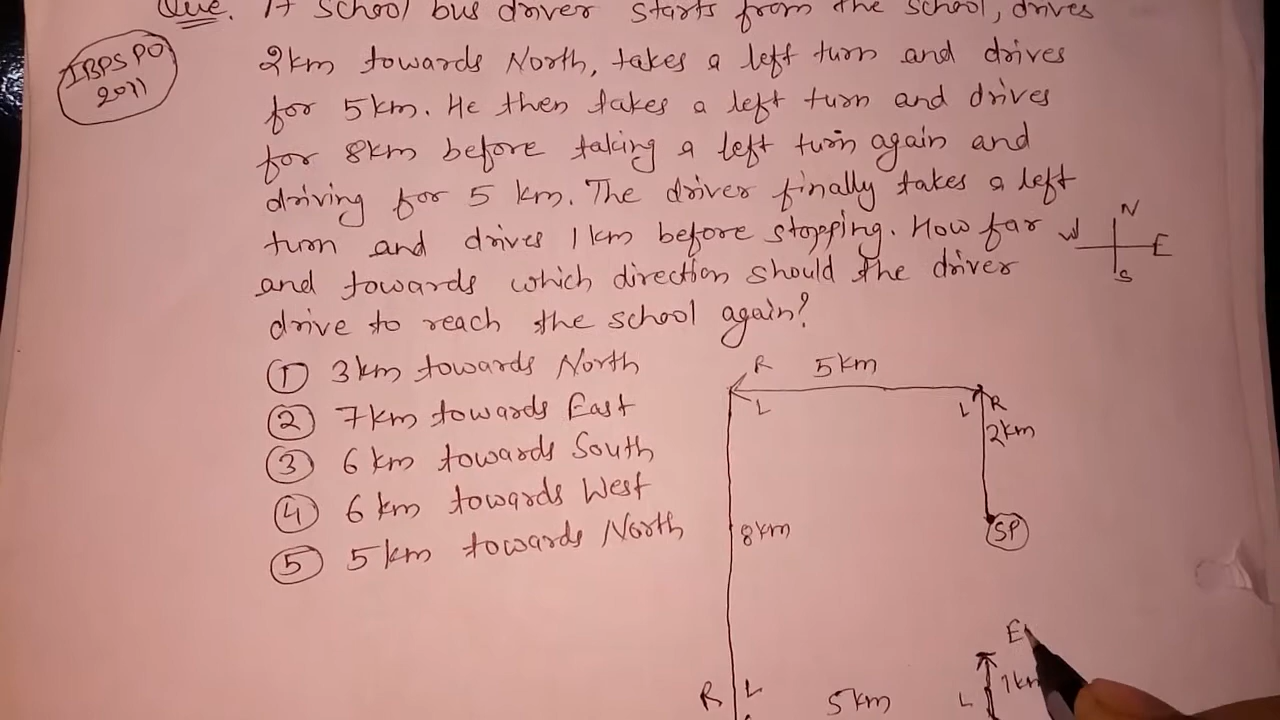 Que. A school bus driver starts from the school, drives
IBPS PO
2011
2km towards North, takes a left turn and drives
for 5km. He then takes a left turn and drives
for 8km before taking a left turn again and
driving for 5 km. The driver finally takes a left
turn and drives 1km before stopping. How far
and towards which direction should the driver
drive to reach the school again?
N
W E
S
① 3km towards North
② 7km towards East
③ 6 km towards South
④ 6 km towards West
⑤ 5km towards North
R 5km
L L R
2km
8km SP
E
1km
R L 5km L